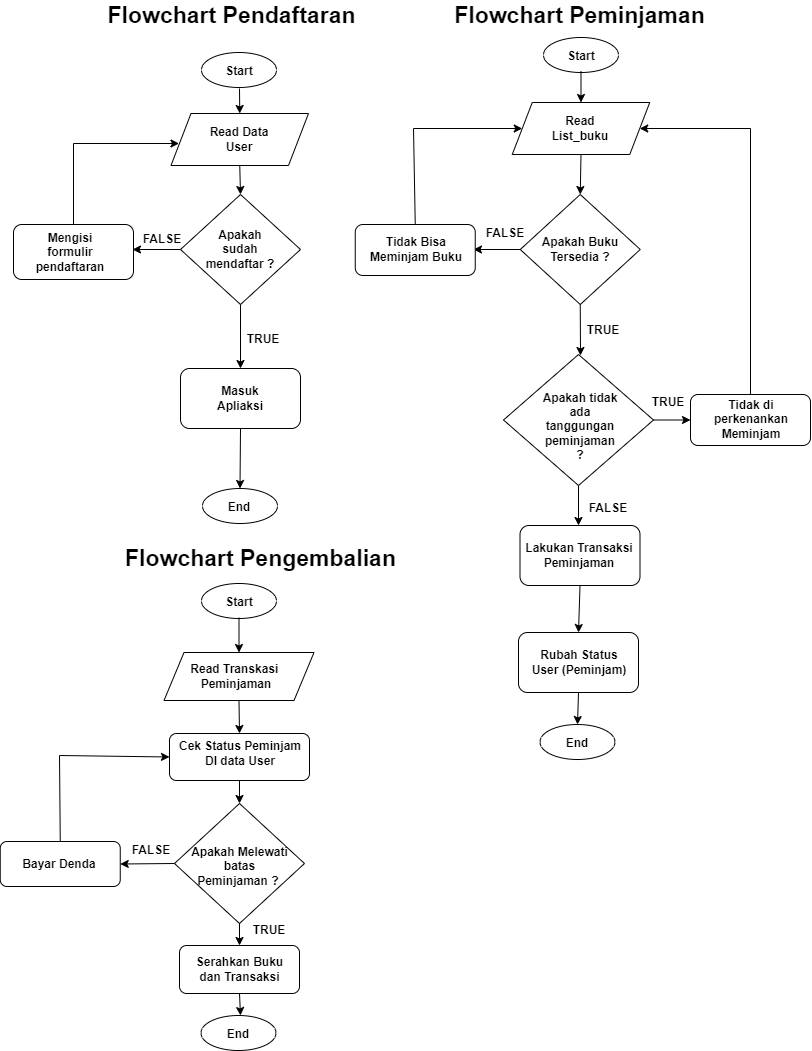 Flowchart Pendaftaran
Start
Read Data
User
Apakah
sudah
mendaftar ?
FALSE
Mengisi
formulir
pendaftaran
TRUE
Masuk
Apliaksi
End
Flowchart Peminjaman
Start
Read
List_buku
Apakah Buku
Tersedia ?
FALSE
Tidak Bisa
Meminjam Buku
TRUE
Apakah tidak
ada
tanggungan
peminjaman
?
TRUE
Tidak di
perkenankan
Meminjam
FALSE
Lakukan Transaksi
Peminjaman
Rubah Status
User (Peminjam)
End
Flowchart Pengembalian
Start
Read Transkasi
Peminjaman
Cek Status Peminjam
DI data User
Apakah Melewati
batas
Peminjaman ?
FALSE
Bayar Denda
TRUE
Serahkan Buku
dan Transaksi
End